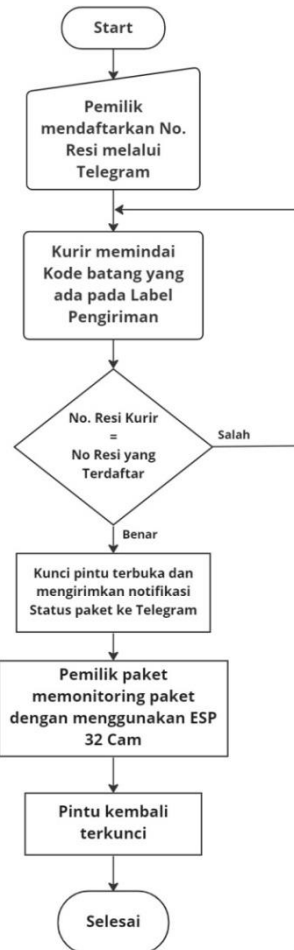 Start
Pemilik
mendaftarkan No.
Resi melalui
Telegram
Kurir memindai
Kode batang yang
ada pada Label
Pengiriman
No. Resi Kurir
=
No Resi yang
Terdaftar
Salah
Benar
Kunci pintu terbuka dan
mengirimkan notifikasi
Status paket ke Telegram
Pemilik paket
memonitoring paket
dengan menggunakan ESP
32 Cam
Pintu kembali
terkunci
Selesai